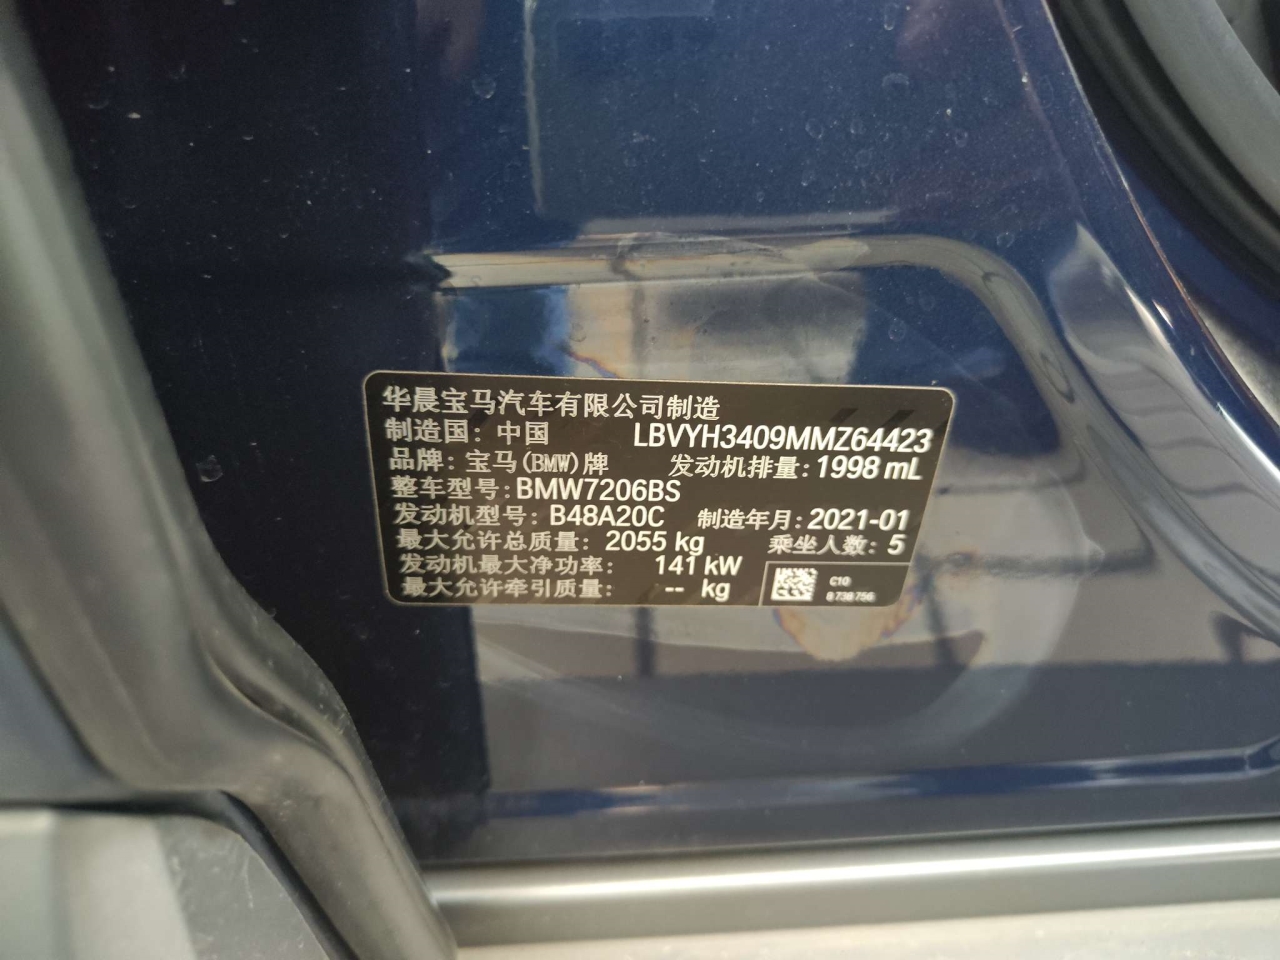 华晨宝马汽车有限公司制造
制造国：中国 LBVYH3409MMZ64423
品牌：宝马(BMW)牌 发动机排量：1998 mL
整车型号：BMW7206BS
发动机型号：B48A20C 制造年月：2021-01
最大允许总质量：2055 kg 乘坐人数：5
发动机最大净功率：141 kW
最大允许牵引质量：-- kg
C10
8 738 756